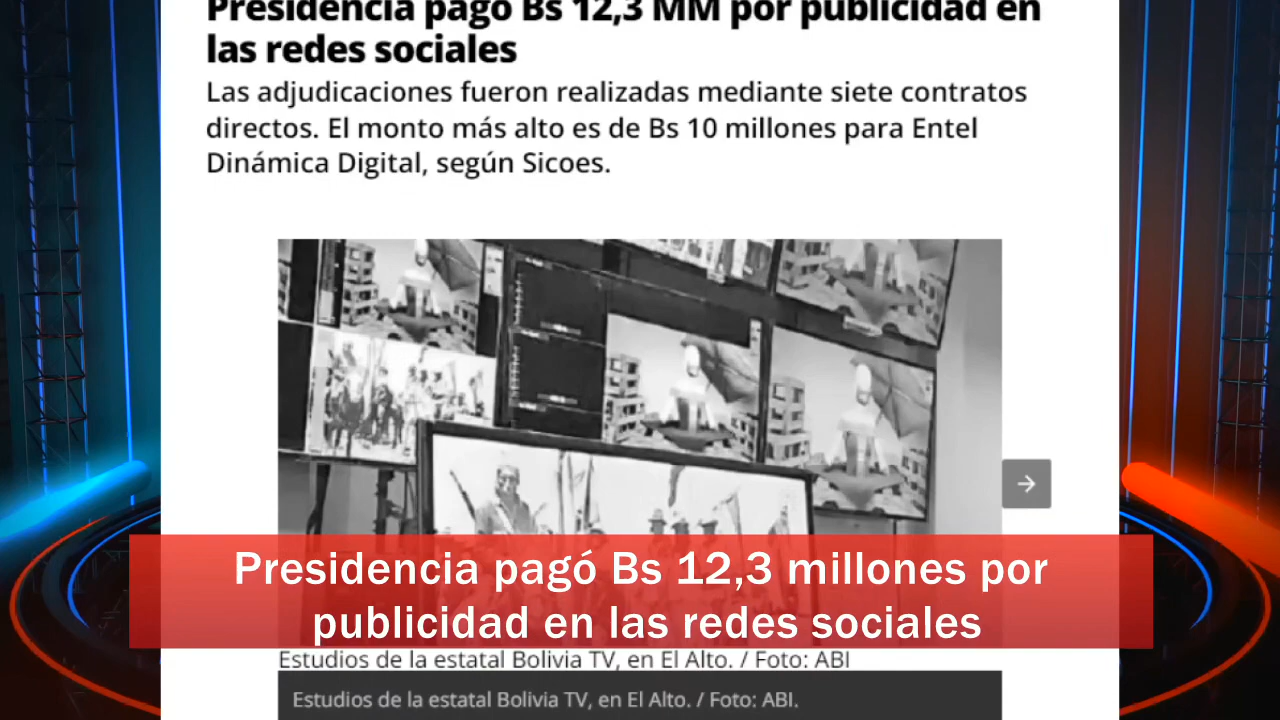 Presidencia pagó Bs 12,3 MM por publicidad en
las redes sociales
Las adjudicaciones fueron realizadas mediante siete contratos
directos. El monto más alto es de Bs 10 millones para Entel
Dinámica Digital, según Sicoes.
Presidencia pagó Bs 12,3 millones por
publicidad en las redes sociales
Estudios de la estatal Bolivia TV, en El Alto. / Foto: ABI
Estudios de la estatal Bolivia TV, en El Alto. / Foto: ABI.